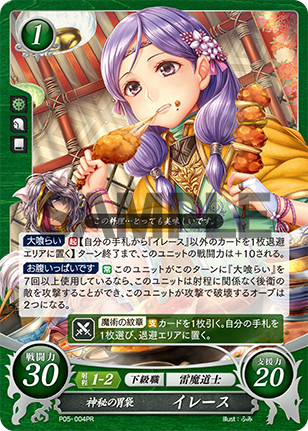 1
SAMPLE
この料理…とっても美味しいです。
大喰らい 起【自分の手札から『イレース』以外のカードを1枚退避
エリアに置く】ターン終了まで、このユニットの戦闘力は+10される。
お腹いっぱいです 常 このユニットがこのターンに『大喰らい』を
7回以上使用しているなら、このユニットは射程に関係なく後衛の
敵を攻撃することができ、このユニットが攻撃で破壊するオーブは
2つになる。
魔術の紋章 支 カードを1枚引く。自分の手札を
1枚選び、退避エリアに置く。
戦闘力
30
射程 1-2 下級職 雷魔道士
支援力
20
神秘の胃袋 イレース
P05-004PR
Illust:ふみ